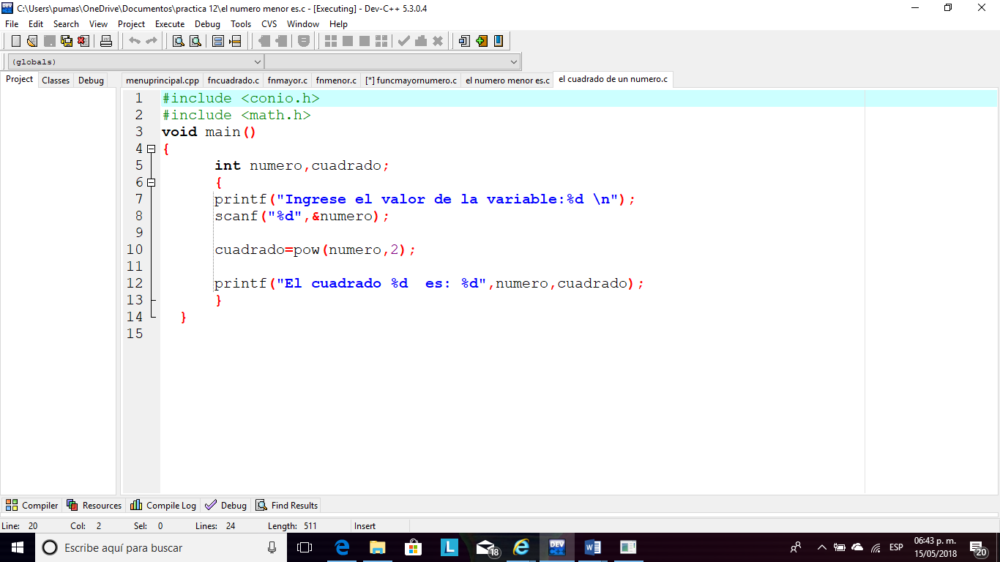 C:\Users\pumas\OneDrive\Documentos\practica 12\el numero menor es.c - [Executing] - Dev-C++ 5.3.0.4
File Edit Search View Project Execute Debug Tools CVS Window Help
(globals)
Project Classes Debug menuprincipal.cpp fncuadrado.c fnmayor.c fnmenor.c [*] funcmayornumero.c el numero menor es.c el cuadrado de un numero.c
1 #include <conio.h>
2 #include <math.h>
3 void main()
4 {
5 int numero,cuadrado;
6 {
7 printf("Ingrese el valor de la variable:%d \n");
8 scanf("%d",&numero);
9
10 cuadrado=pow(numero,2);
11
12 printf("El cuadrado %d  es: %d",numero,cuadrado);
13 }
14 }
15
Compiler Resources Compile Log Debug Find Results
Line: 20 Col: 2 Sel: 0 Lines: 24 Length: 511 Insert
Escribe aquí para buscar
L
18
DEV
ESP
06:43 p. m.
15/05/2018
20